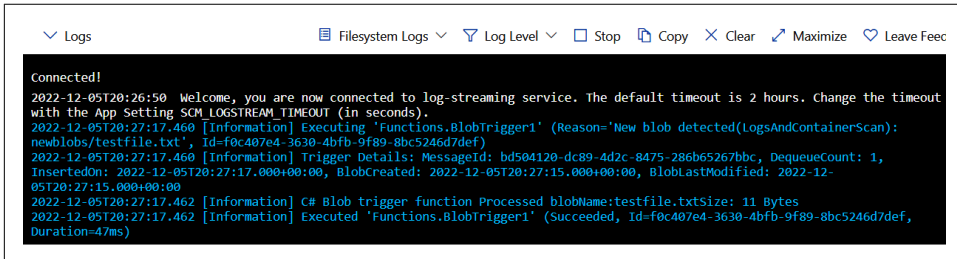 Logs Filesystem Logs Log Level Stop Copy Clear Maximize Leave Feec
Connected!
2022-12-05T20:26:50  Welcome, you are now connected to log-streaming service. The default timeout is 2 hours. Change the timeout
with the App Setting SCM_LOGSTREAM_TIMEOUT (in seconds).
2022-12-05T20:27:17.460 [Information] Executing 'Functions.BlobTrigger1' (Reason='New blob detected(LogsAndContainerScan):
newblobs/testfile.txt', Id=f0c407e4-3630-4bfb-9f89-8bc5246d7def)
2022-12-05T20:27:17.460 [Information] Trigger Details: MessageId: bd504120-dc89-4d2c-8475-286b65267bbc, DequeueCount: 1,
InsertedOn: 2022-12-05T20:27:17.000+00:00, BlobCreated: 2022-12-05T20:27:15.000+00:00, BlobLastModified: 2022-12-
05T20:27:15.000+00:00
2022-12-05T20:27:17.462 [Information] C# Blob trigger function Processed blobName:testfile.txtSize: 11 Bytes
2022-12-05T20:27:17.462 [Information] Executed 'Functions.BlobTrigger1' (Succeeded, Id=f0c407e4-3630-4bfb-9f89-8bc5246d7def,
Duration=47ms)